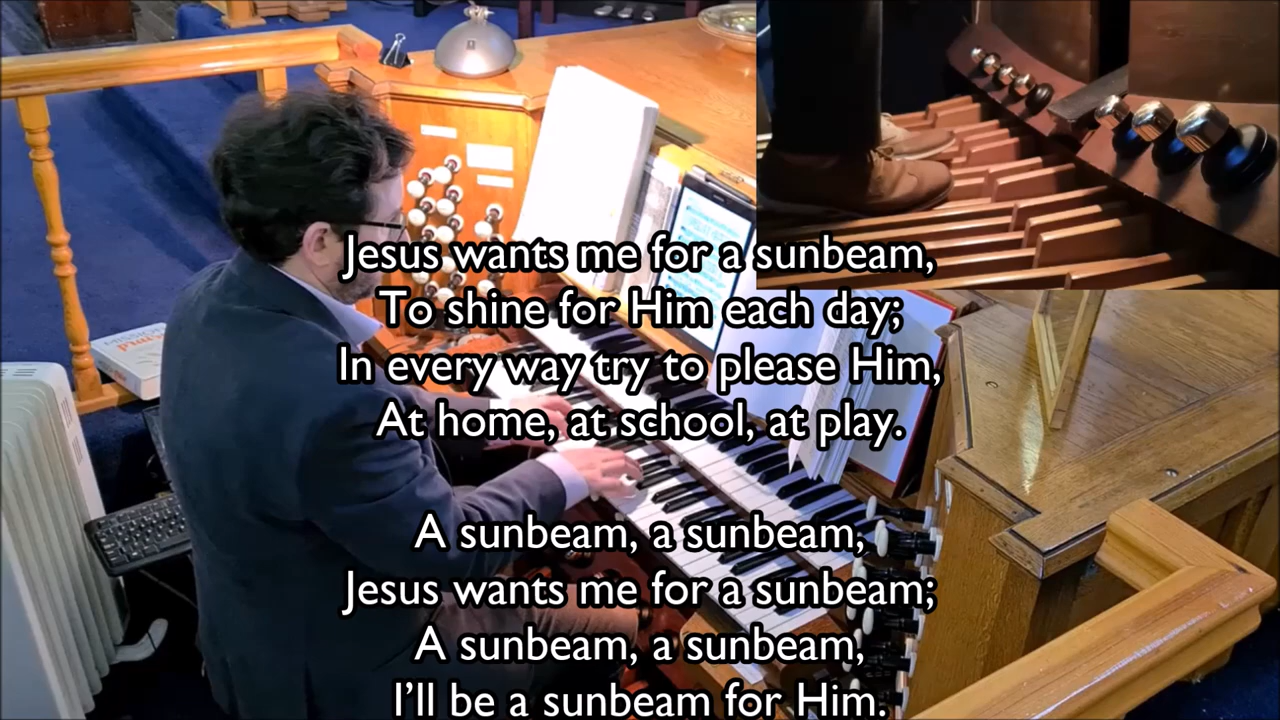 Jesus wants me for a sunbeam,
To shine for Him each day;
In every way try to please Him,
At home, at school, at play.
A sunbeam, a sunbeam,
Jesus wants me for a sunbeam;
A sunbeam, a sunbeam,
I'll be a sunbeam for Him.